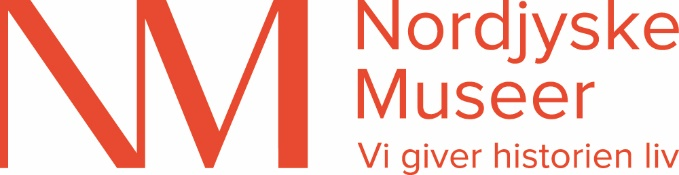 NM
Nordjyske
Museer
Vi giver historien liv